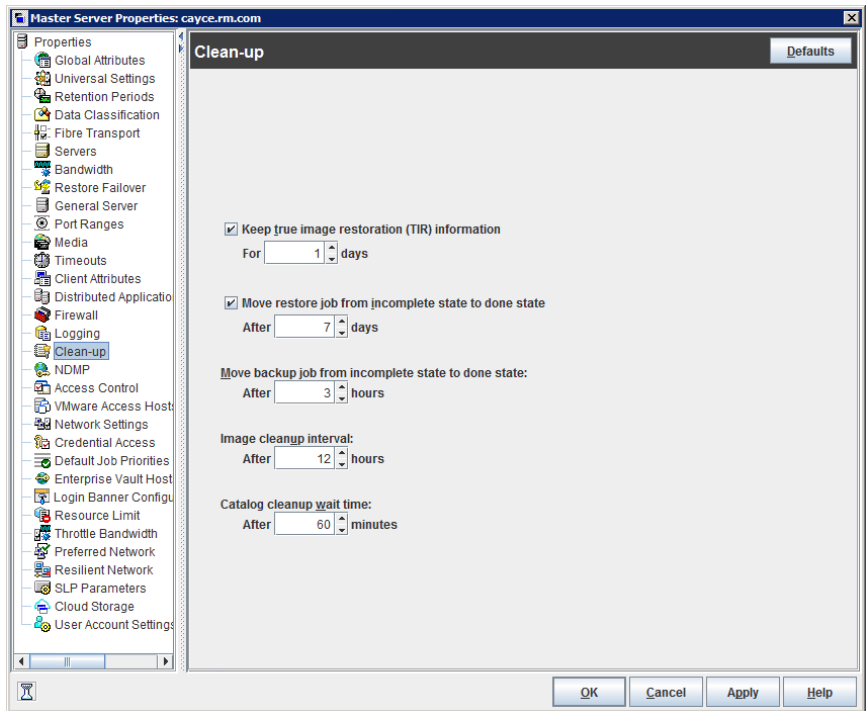 Master Server Properties: cayce.rm.com
Properties
Global Attributes
Universal Settings
Retention Periods
Data Classification
Fibre Transport
Servers
Bandwidth
Restore Failover
General Server
Port Ranges
Media
Timeouts
Client Attributes
Distributed Applicatio
Firewall
Logging
Clean-up
NDMP
Access Control
VMware Access Hosts
Network Settings
Credential Access
Default Job Priorities
Enterprise Vault Host
Login Banner Configu
Resource Limit
Throttle Bandwidth
Preferred Network
Resilient Network
SLP Parameters
Cloud Storage
User Account Settings
Clean-up
Defaults
Keep true image restoration (TIR) information
For 1 days
Move restore job from incomplete state to done state
After 7 days
Move backup job from incomplete state to done state:
After 3 hours
Image cleanup interval:
After 12 hours
Catalog cleanup wait time:
After 60 minutes
OK Cancel Apply Help